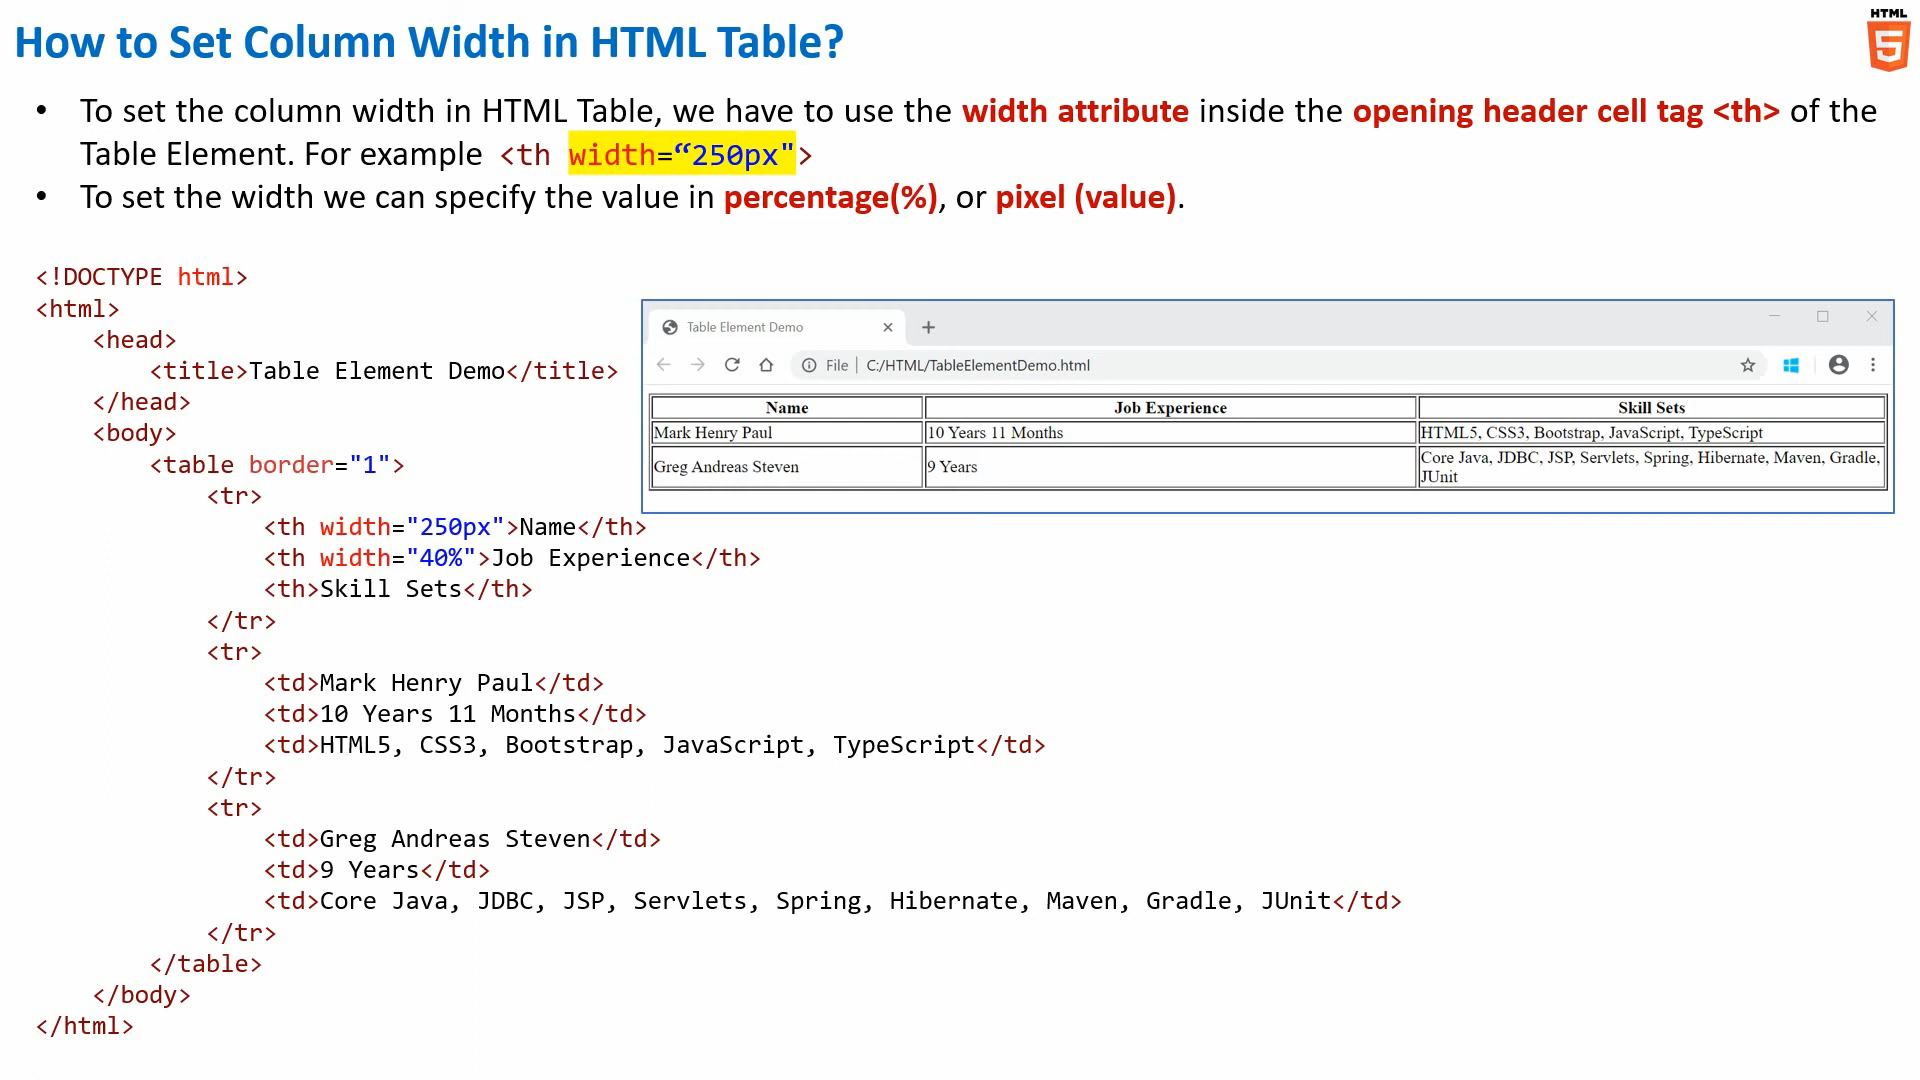 How to Set Column Width in HTML Table?
HTML
5
• To set the column width in HTML Table, we have to use the width attribute inside the opening header cell tag <th> of the
Table Element. For example <th width=“250px">
• To set the width we can specify the value in percentage(%), or pixel (value).
<!DOCTYPE html>
<html>
    <head>
        <title>Table Element Demo</title>
    </head>
    <body>
        <table border="1">
            <tr>
                <th width="250px">Name</th>
                <th width="40%">Job Experience</th>
                <th>Skill Sets</th>
            </tr>
            <tr>
                <td>Mark Henry Paul</td>
                <td>10 Years 11 Months</td>
                <td>HTML5, CSS3, Bootstrap, JavaScript, TypeScript</td>
            </tr>
            <tr>
                <td>Greg Andreas Steven</td>
                <td>9 Years</td>
                <td>Core Java, JDBC, JSP, Servlets, Spring, Hibernate, Maven, Gradle, JUnit</td>
            </tr>
        </table>
    </body>
</html>
Table Element Demo
File | C:/HTML/TableElementDemo.html
Name Job Experience Skill Sets
Mark Henry Paul 10 Years 11 Months HTML5, CSS3, Bootstrap, JavaScript, TypeScript
Greg Andreas Steven 9 Years Core Java, JDBC, JSP, Servlets, Spring, Hibernate, Maven, Gradle,
JUnit